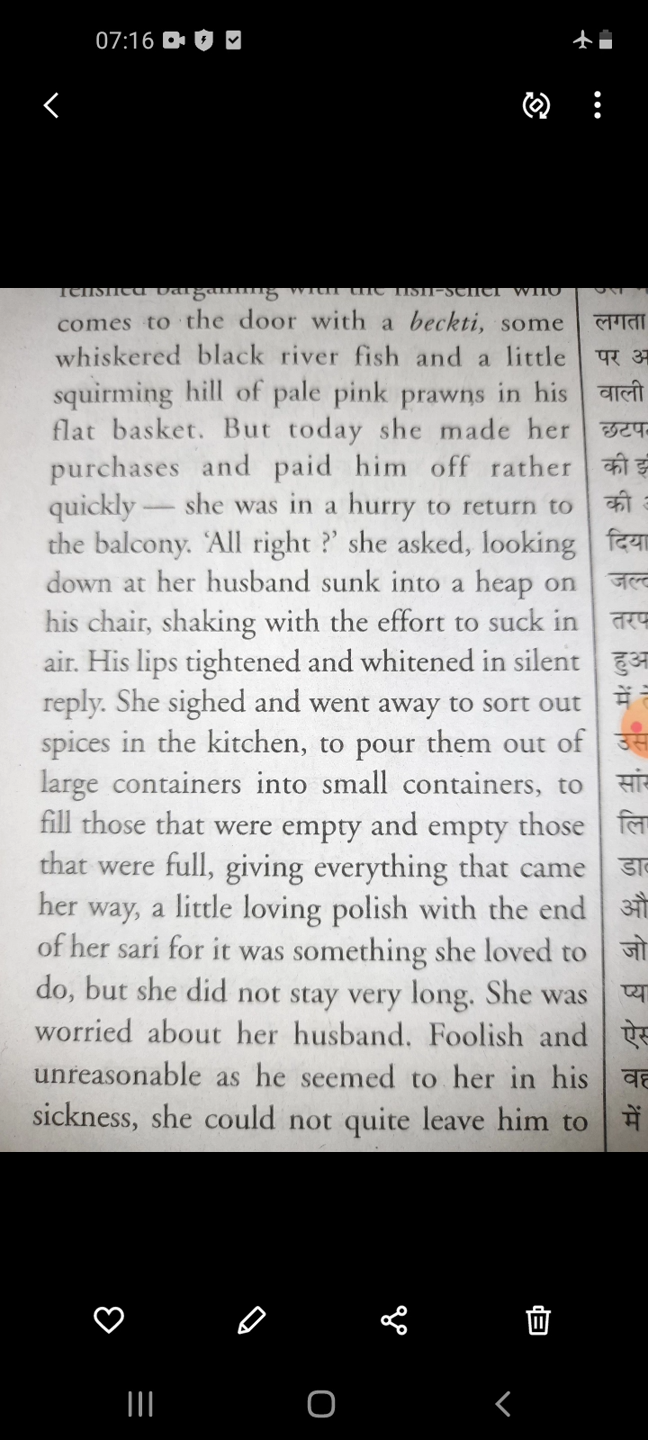 07:16
relished bargaining with the fish-seller who
comes to the door with a beckti, some
whiskered black river fish and a little
squirming hill of pale pink prawns in his
flat basket. But today she made her
purchases and paid him off rather
quickly — she was in a hurry to return to
the balcony. ‘All right ?’ she asked, looking
down at her husband sunk into a heap on
his chair, shaking with the effort to suck in
air. His lips tightened and whitened in silent
reply. She sighed and went away to sort out
spices in the kitchen, to pour them out of
large containers into small containers, to
fill those that were empty and empty those
that were full, giving everything that came
her way, a little loving polish with the end
of her sari for it was something she loved to
do, but she did not stay very long. She was
worried about her husband. Foolish and
unreasonable as he seemed to her in his
sickness, she could not quite leave him to
लगता
पर
वाली
की
की
दिया
में
जो
में